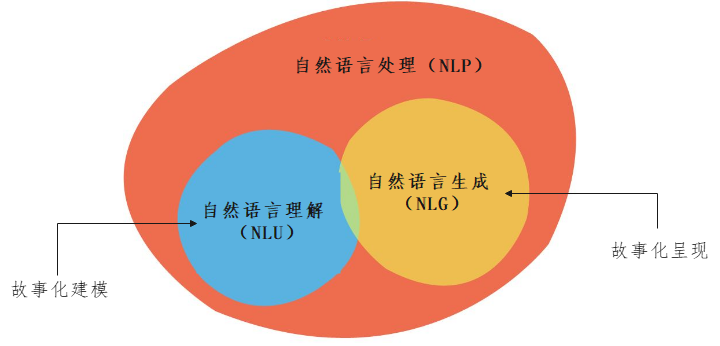 自然语言处理（NLP）
自然语言生成
（NLG）
自然语言理解
（NLU）
故事化呈现
故事化建模